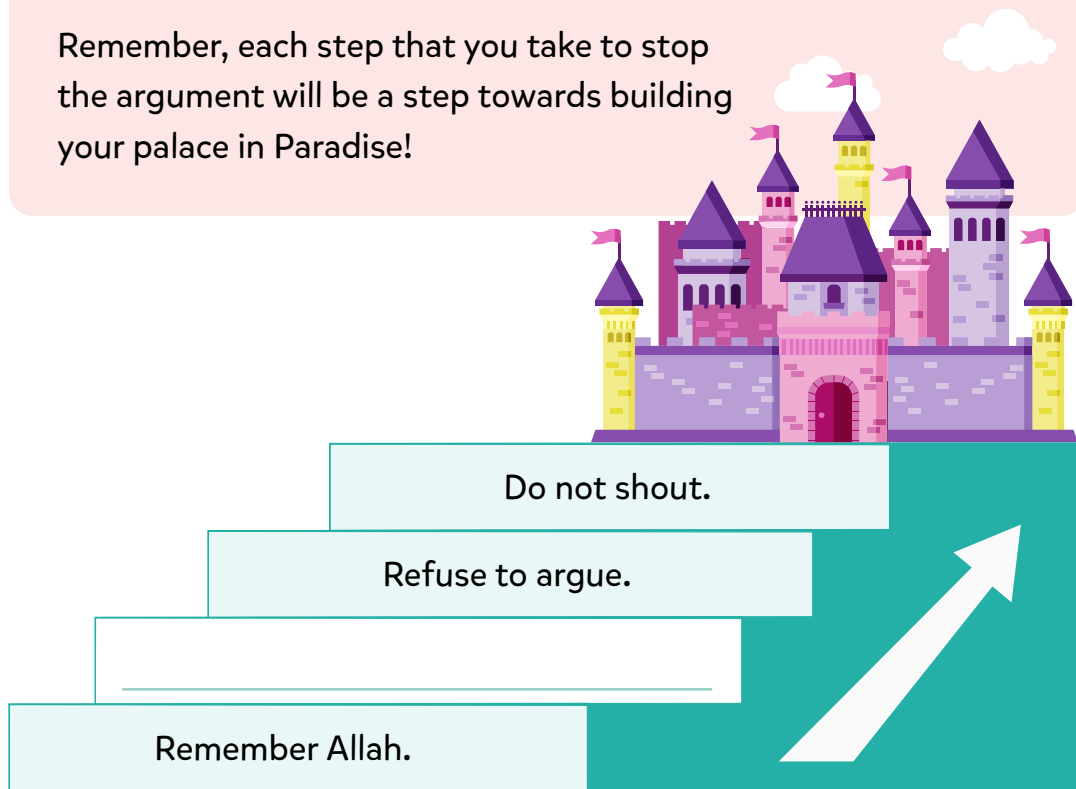 Remember, each step that you take to stop
the argument will be a step towards building
your palace in Paradise!
Do not shout.
Refuse to argue.
Remember Allah.